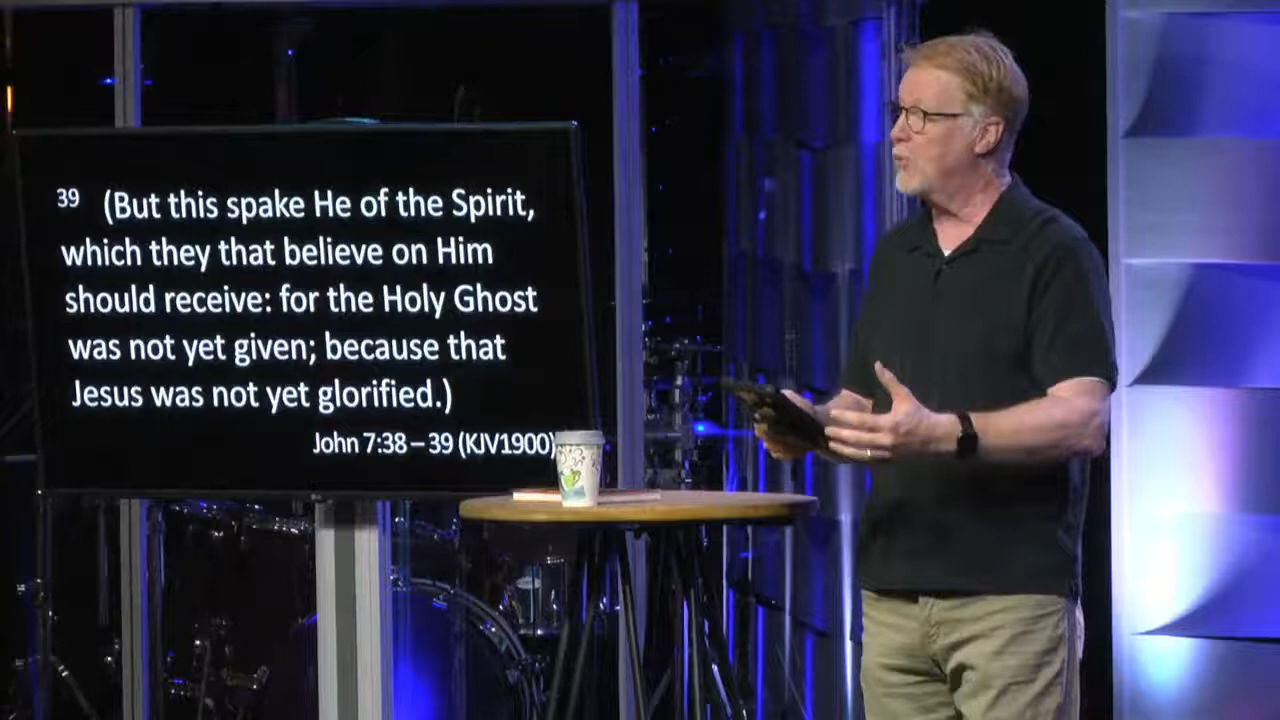 39 (But this spake He of the Spirit,
which they that believe on Him
should receive: for the Holy Ghost
was not yet given; because that
Jesus was not yet glorified.)
John 7:38 – 39 (KJV1900)